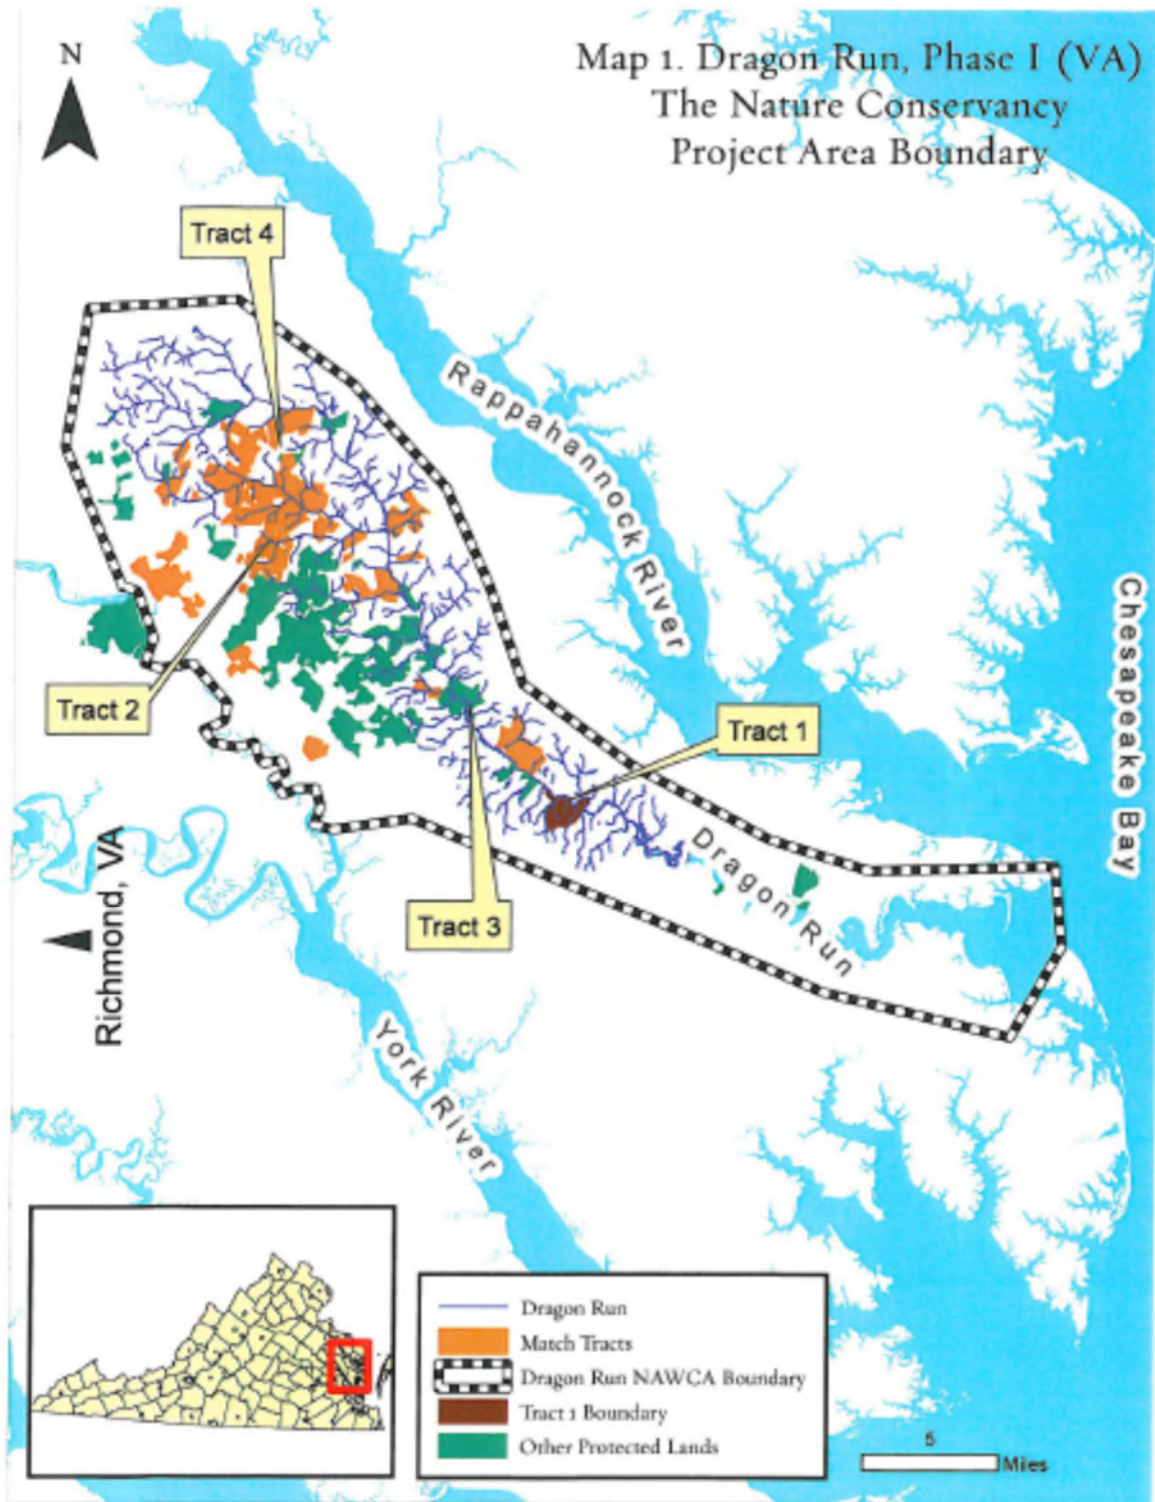 Map 1. Dragon Run, Phase I (VA)
The Nature Conservancy
Project Area Boundary
N
Tract 4
Rappahannock River
Chesapeake Bay
Tract 2
Tract 1
Dragon Run
Tract 3
Richmond, VA
York River
Dragon Run
Match Tracts
Dragon Run NAWCA Boundary
Tract 1 Boundary
Other Protected Lands
5
Miles